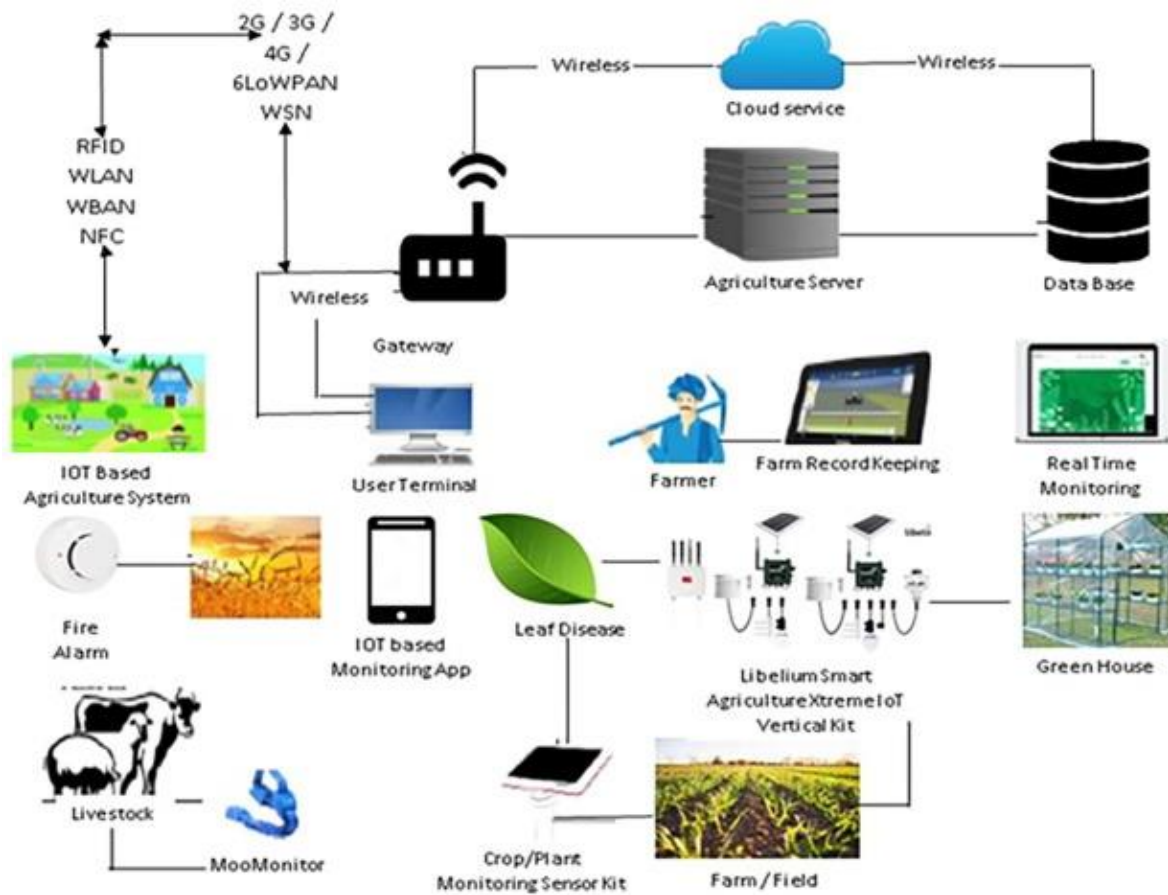 2G / 3G /
4G /
6LoWPAN
WSN
Wireless
Wireless
Cloud service
RFID
WLAN
WBAN
NFC
Agriculture Server
Data Base
Wireless
Gateway
IOT Based
Agriculture System
User Terminal
Farmer
Farm Record Keeping
Real Time
Monitoring
Fire
Alarm
IOT based
Monitoring App
Leaf Disease
Libelium Smart
Agriculture Xtreme IoT
Vertical Kit
Green House
Livestock
MooMonitor
Crop/Plant
Monitoring Sensor Kit
Farm / Field